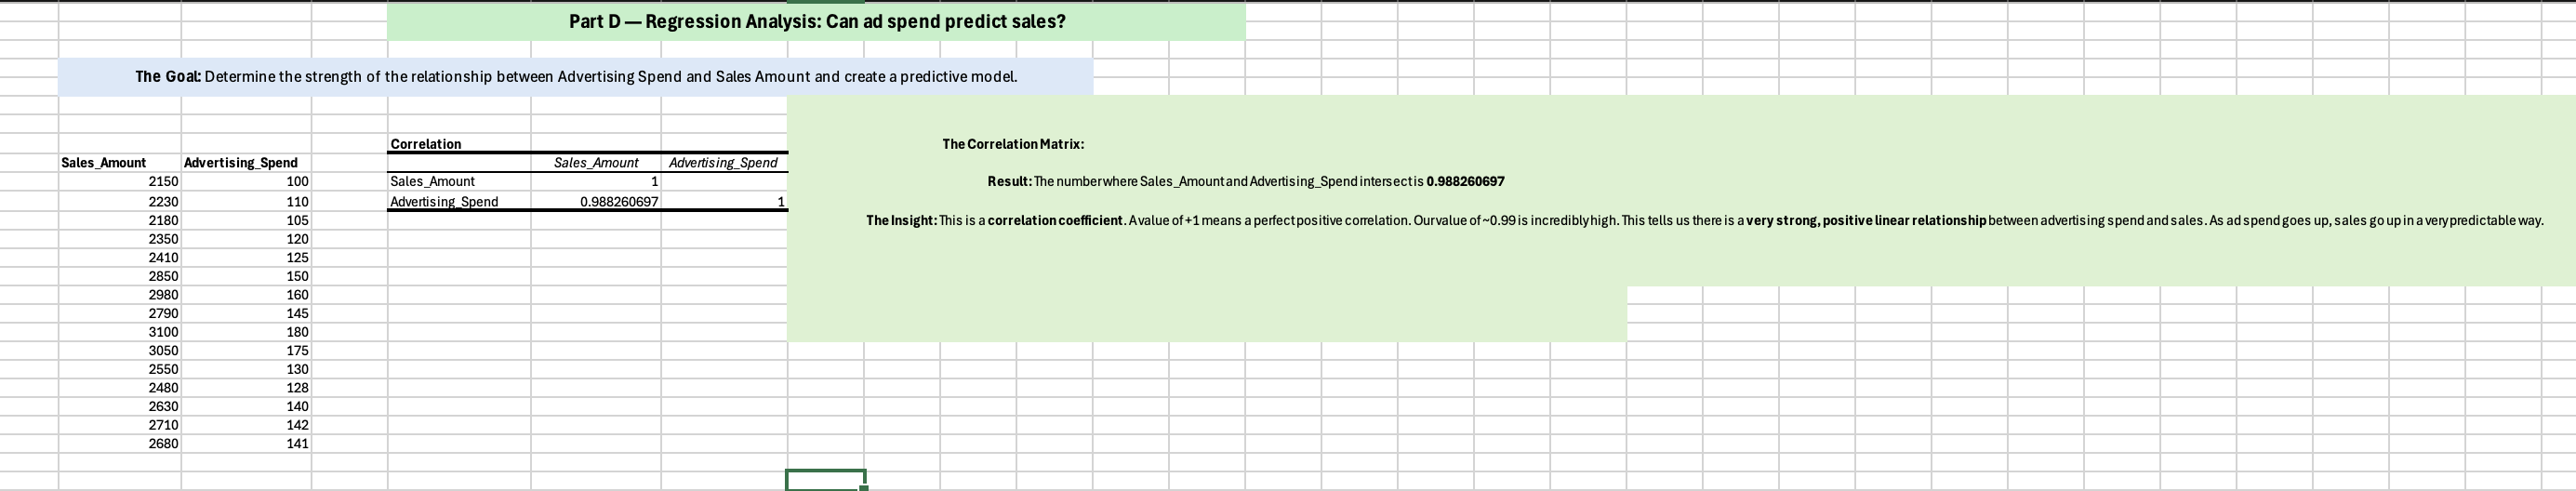 Part D — Regression Analysis: Can ad spend predict sales?
The Goal: Determine the strength of the relationship between Advertising Spend and Sales Amount and create a predictive model.
Correlation
The Correlation Matrix:
Sales_Amount Advertising_Spend
Sales_Amount Advertising_Spend
2150 100
Sales_Amount 1
Result: The number where Sales_Amount and Advertising_Spend intersect is 0.988260697
2230 110
Advertising_Spend 0.988260697 1
2180 105
The Insight: This is a correlation coefficient. A value of +1 means a perfect positive correlation. Our value of ~0.99 is incredibly high. This tells us there is a very strong, positive linear relationship between advertising spend and sales. As ad spend goes up, sales go up in a very predictable way.
2350 120
2410 125
2850 150
2980 160
2790 145
3100 180
3050 175
2550 130
2480 128
2630 140
2710 142
2680 141